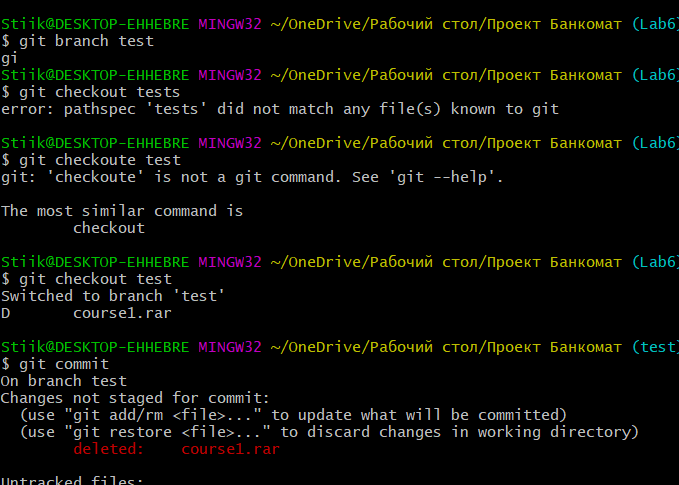 Stiik@DESKTOP-EHHEBRE MINGW32 ~/OneDrive/Рабочий стол/Проект Банкомат (Lab6)
$ git branch test
gi
Stiik@DESKTOP-EHHEBRE MINGW32 ~/OneDrive/Рабочий стол/Проект Банкомат (Lab6)
$ git checkout tests
error: pathspec 'tests' did not match any file(s) known to git
Stiik@DESKTOP-EHHEBRE MINGW32 ~/OneDrive/Рабочий стол/Проект Банкомат (Lab6)
$ git checkoute test
git: 'checkoute' is not a git command. See 'git --help'.
The most similar command is
checkout
Stiik@DESKTOP-EHHEBRE MINGW32 ~/OneDrive/Рабочий стол/Проект Банкомат (Lab6)
$ git checkout test
Switched to branch 'test'
D course1.rar
Stiik@DESKTOP-EHHEBRE MINGW32 ~/OneDrive/Рабочий стол/Проект Банкомат (test)
$ git commit
On branch test
Changes not staged for commit:
(use "git add/rm <file>..." to update what will be committed)
(use "git restore <file>..." to discard changes in working directory)
deleted: course1.rar
Untracked files: